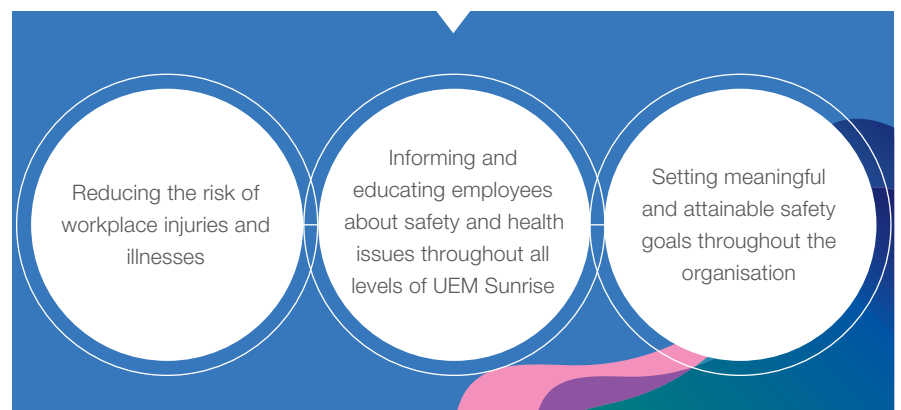 Reducing the risk of
workplace injuries and
illnesses
Informing and
educating employees
about safety and health
issues throughout all
levels of UEM Sunrise
Setting meaningful
and attainable safety
goals throughout the
organisation